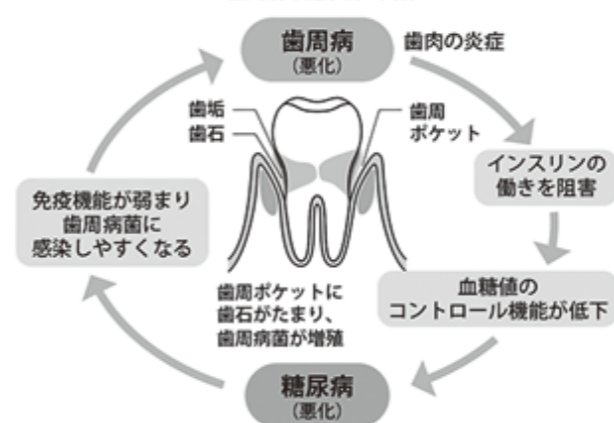 歯周病
(悪化)
歯肉の炎症
歯垢
歯石
歯周
ポケット
インスリンの
働きを阻害
免疫機能が弱まり
歯周病菌に
感染しやすくなる
血糖値の
コントロール機能が低下
歯周ポケットに
歯石がたまり、
歯周病菌が増殖
糖尿病
(悪化)